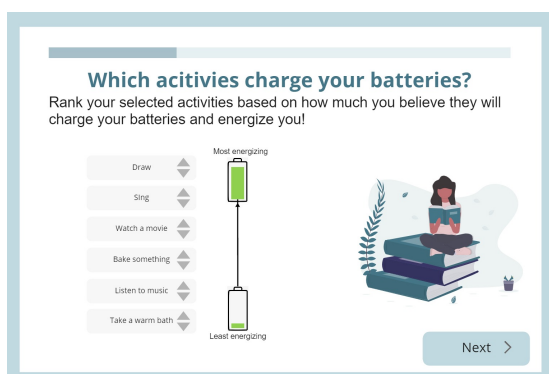 Which acitivies charge your batteries?
Rank your selected activities based on how much you believe they will
charge your batteries and energize you!
Most energizing
Draw
Sing
Watch a movie
Bake something
Listen to music
Take a warm bath
Least energizing
Next